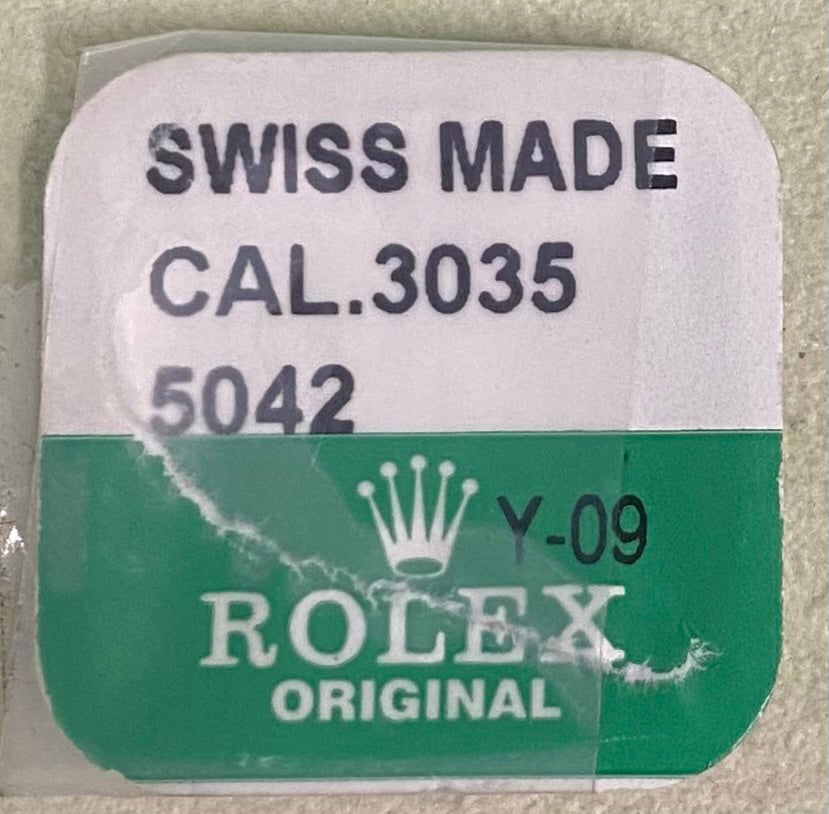 SWISS MADE
CAL.3035
5042
Y-09
ROLEX
ORIGINAL